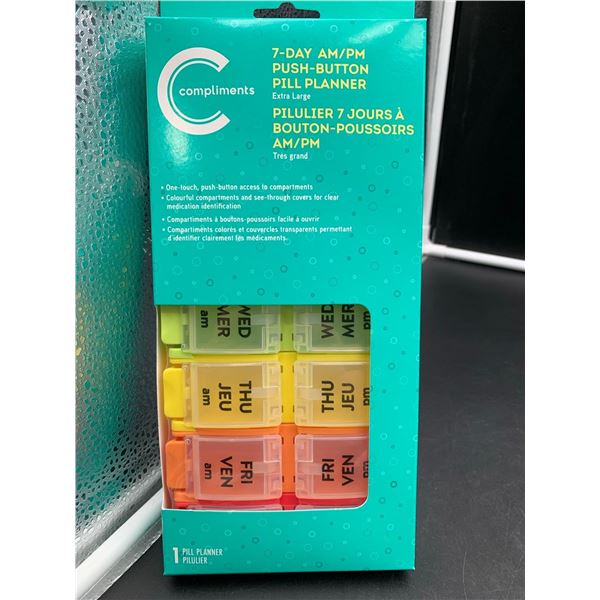 compliments
7-DAY AM/PM
PUSH-BUTTON
PILL PLANNER
Extra Large
PILULIER 7 JOURS À
BOUTON-POUSSOIRS
AM/PM
Très grand
• One-touch, push-button access to compartments
• Colourful compartments and see-through covers for clear
medication identification
• Compartiments à boutons-poussoirs facile à ouvrir
• Compartiments colorés et couvercles transparents permettant
d'identifier clairement les médicaments.
WED
MER
am
WED
MER
pm
THU
JEU
am
THU
JEU
pm
FRI
VEN
am
FRI
VEN
pm
1 PILL PLANNER
PILULIER